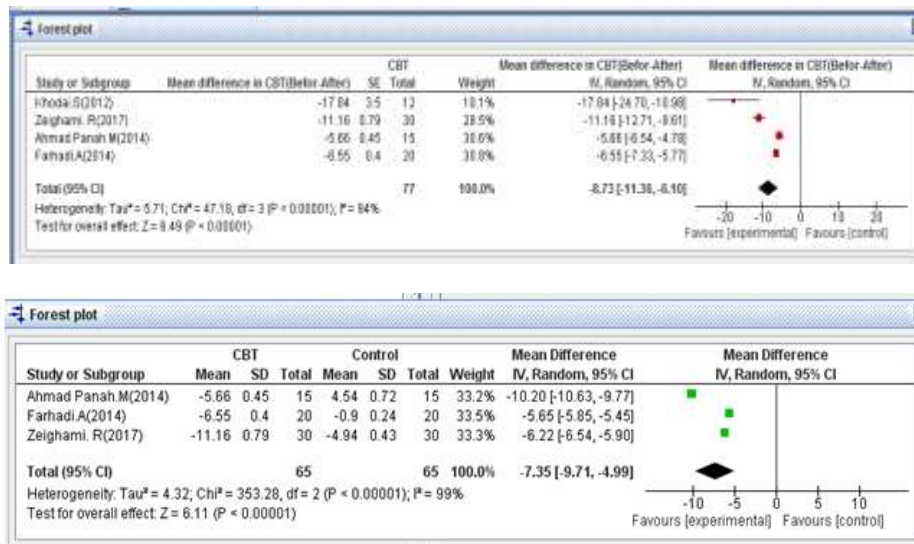 Forest plot
CBT Mean difference in CBT(Befor-After) Mean difference in CBT(Befor-After)
Study or Subgroup Mean difference in CBT(Befor-After) SE Total Weight IV, Random, 95% CI IV, Random, 95% CI
Khodai.S(2012) -17.84 3.5 12 10.1% -17.84 [-24.70, -10.98]
Zeighami. R(2017) -11.16 0.79 30 28.5% -11.16 [-12.71, -9.61]
Ahmad Panah.M(2014) -5.66 0.45 15 30.6% -5.66 [-6.54, -4.78]
Farhadi.A(2014) -6.55 0.4 20 30.8% -6.55 [-7.33, -5.77]
Total (95% CI) 77 100.0% -8.73 [-11.36, -6.10]
Heterogeneity: Tau² = 5.71; Chi² = 47.18, df = 3 (P < 0.00001); I² = 94%
Test for overall effect: Z = 6.49 (P < 0.00001)
-20 -10 0 10 20
Favours [experimental] Favours [control]
Forest plot
CBT Control Mean Difference Mean Difference
Study or Subgroup Mean SD Total Mean SD Total Weight IV, Random, 95% CI IV, Random, 95% CI
Ahmad Panah.M(2014) -5.66 0.45 15 4.54 0.72 15 33.2% -10.20 [-10.63, -9.77]
Farhadi.A(2014) -6.55 0.4 20 -0.9 0.24 20 33.5% -5.65 [-5.85, -5.45]
Zeighami. R(2017) -11.16 0.79 30 -4.94 0.43 30 33.3% -6.22 [-6.54, -5.90]
Total (95% CI) 65 65 100.0% -7.35 [-9.71, -4.99]
Heterogeneity: Tau² = 4.32; Chi² = 353.28, df = 2 (P < 0.00001); I² = 99%
Test for overall effect: Z = 6.11 (P < 0.00001)
-10 -5 0 5 10
Favours [experimental] Favours [control]